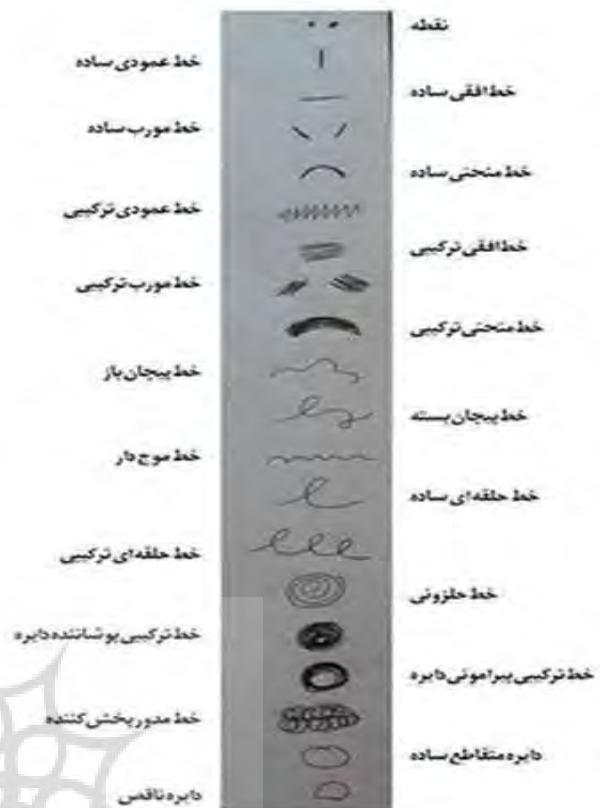 نقطه
خط عمودی ساده
خط افقی ساده
خط مورب ساده
خط منحنی ساده
خط عمودی ترکیبی
خط افقی ترکیبی
خط مورب ترکیبی
خط منحنی ترکیبی
خط پیچان باز
خط پیچان بسته
خط موج دار
خط حلقه ای ساده
خط حلقه ای ترکیبی
خط حلزونی
خط ترکیبی پوشاننده دایره
خط ترکیبی پیرامونی دایره
خط مدور پخش کننده
دایره متقاطع ساده
دایره ناقص